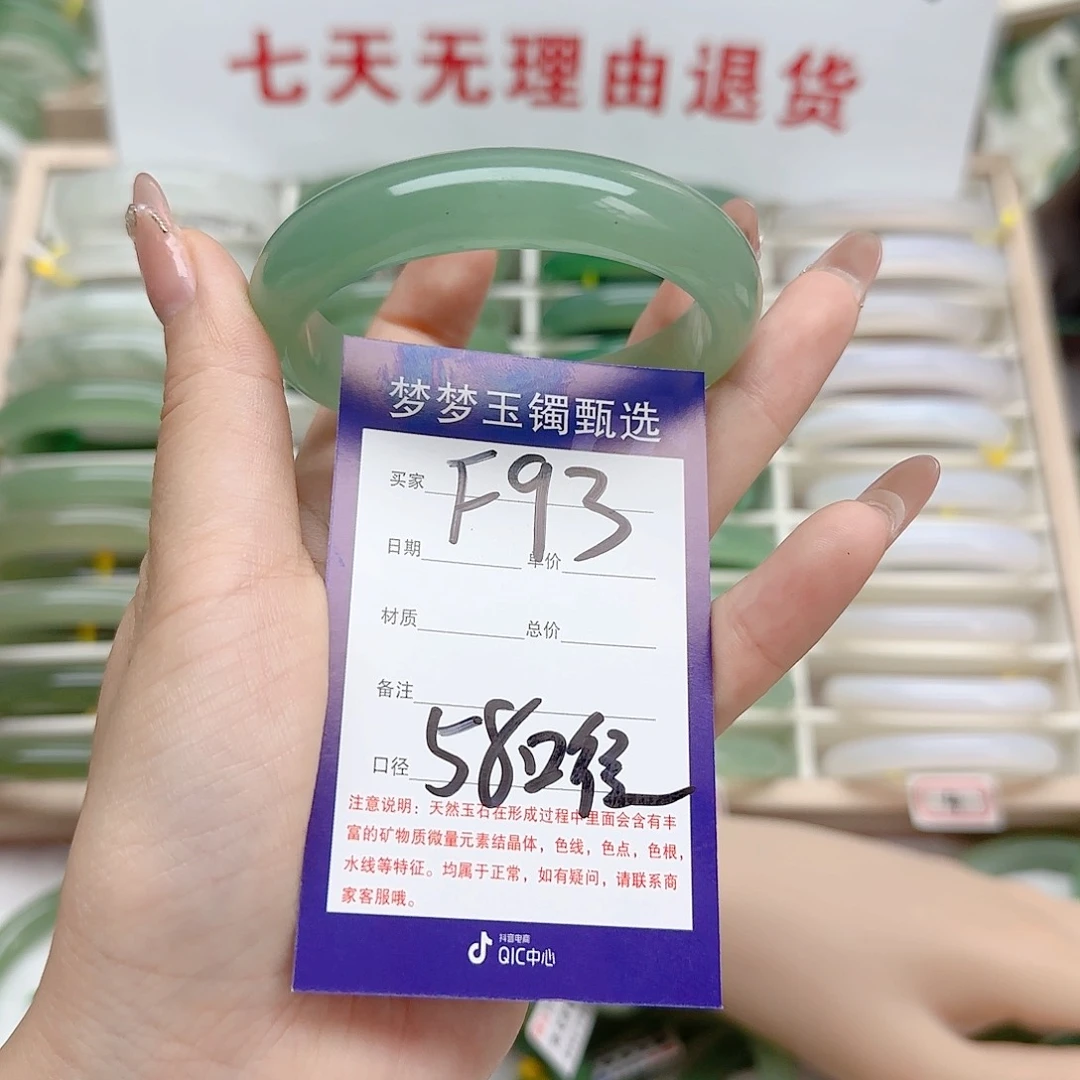 七天无理由退货
梦梦玉镯甄选
买家 F93
日期 单价
材质 总价
备注
口径 58口径
注意说明：天然玉石在形成过程中里面会含有丰
富的矿物质微量元素结晶体，色线，色点，色根，
水线等特征。均属于正常，如有疑问，请联系商
家客服哦。
抖音电商
QIC中心